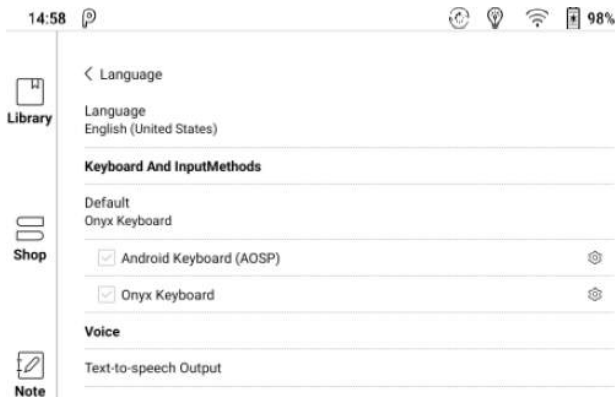 14:58
98%
Language
Library
Language
English (United States)
Keyboard And InputMethods
Default
Onyx Keyboard
Shop
Android Keyboard (AOSP)
Onyx Keyboard
Voice
Text-to-speech Output
Note